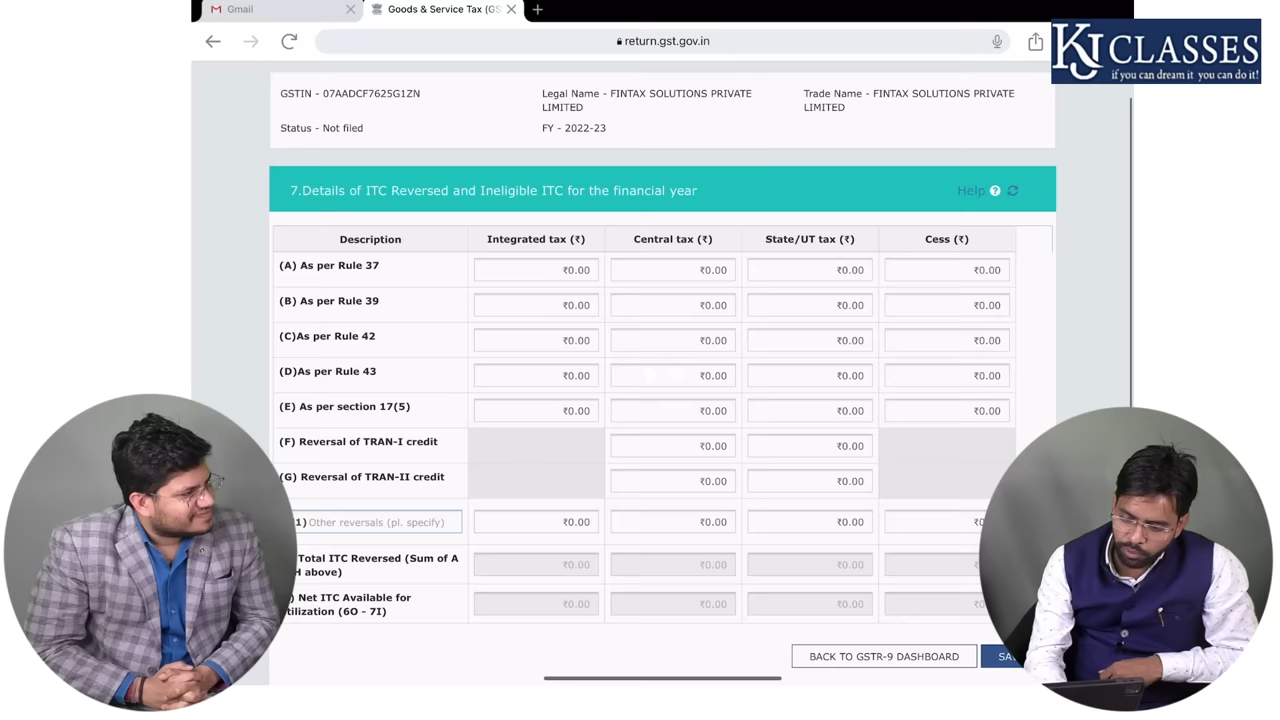 Gmail
Goods & Service Tax (GS
return.gst.gov.in
KJ CLASSES
if you can dream it you can do it!
GSTIN - 07AADCF7625G1ZN
Legal Name - FINTAX SOLUTIONS PRIVATE
LIMITED
Trade Name - FINTAX SOLUTIONS PRIVATE
LIMITED
Status - Not filed
FY - 2022-23
7.Details of ITC Reversed and Ineligible ITC for the financial year
Help ?
Description Integrated tax (₹) Central tax (₹) State/UT tax (₹) Cess (₹)
(A) As per Rule 37 ₹0.00 ₹0.00 ₹0.00 ₹0.00
(B) As per Rule 39 ₹0.00 ₹0.00 ₹0.00 ₹0.00
(C)As per Rule 42 ₹0.00 ₹0.00 ₹0.00 ₹0.00
(D)As per Rule 43 ₹0.00 ₹0.00 ₹0.00 ₹0.00
(E) As per section 17(5) ₹0.00 ₹0.00 ₹0.00 ₹0.00
(F) Reversal of TRAN-I credit ₹0.00 ₹0.00
(G) Reversal of TRAN-II credit ₹0.00 ₹0.00
1) Other reversals (pl. specify) ₹0.00 ₹0.00 ₹0.00 ₹0
Total ITC Reversed (Sum of A
H above) ₹0.00 ₹0.00 ₹0.00 ₹0
) Net ITC Available for
tilization (6O - 7I) ₹0.00 ₹0.00 ₹0.00 ₹0
BACK TO GSTR-9 DASHBOARD
SA